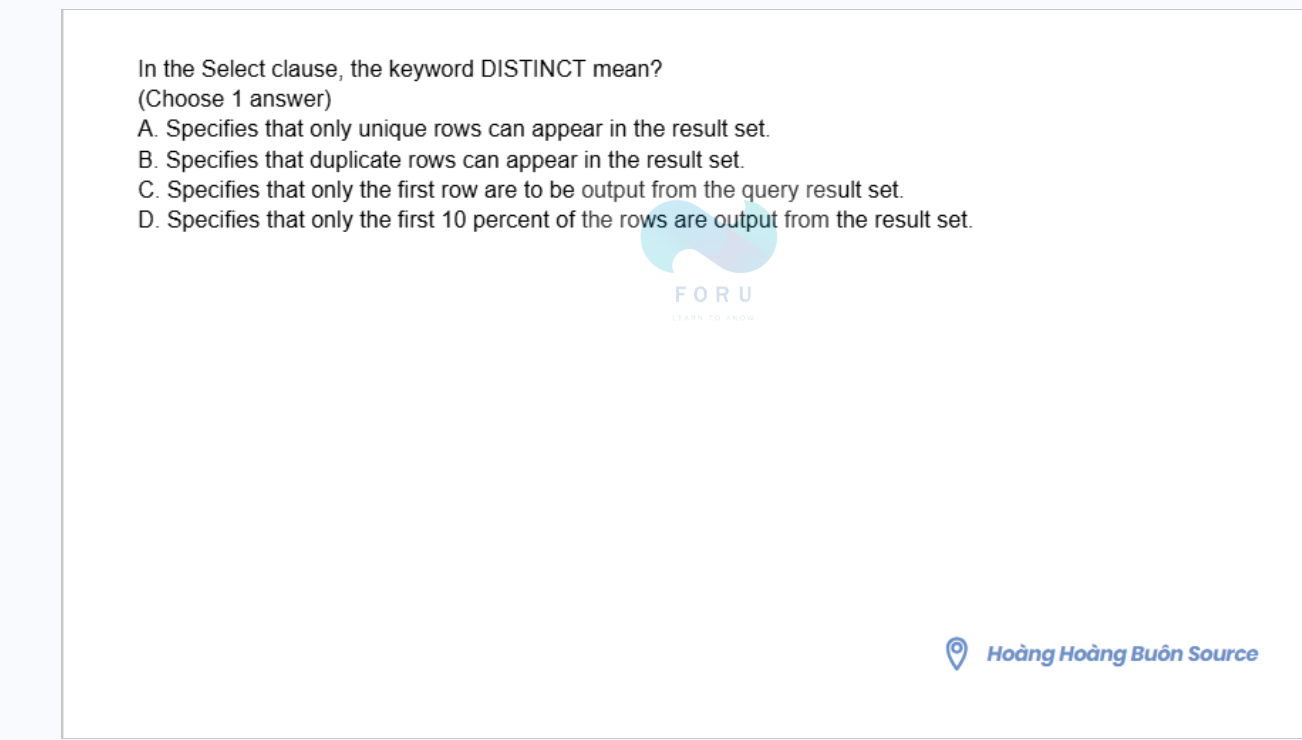 In the Select clause, the keyword DISTINCT mean?
(Choose 1 answer)
A. Specifies that only unique rows can appear in the result set.
B. Specifies that duplicate rows can appear in the result set.
C. Specifies that only the first row are to be output from the query result set.
D. Specifies that only the first 10 percent of the rows are output from the result set.
FORU
LEARN TO KNOW
Hoàng Hoàng Buôn Source